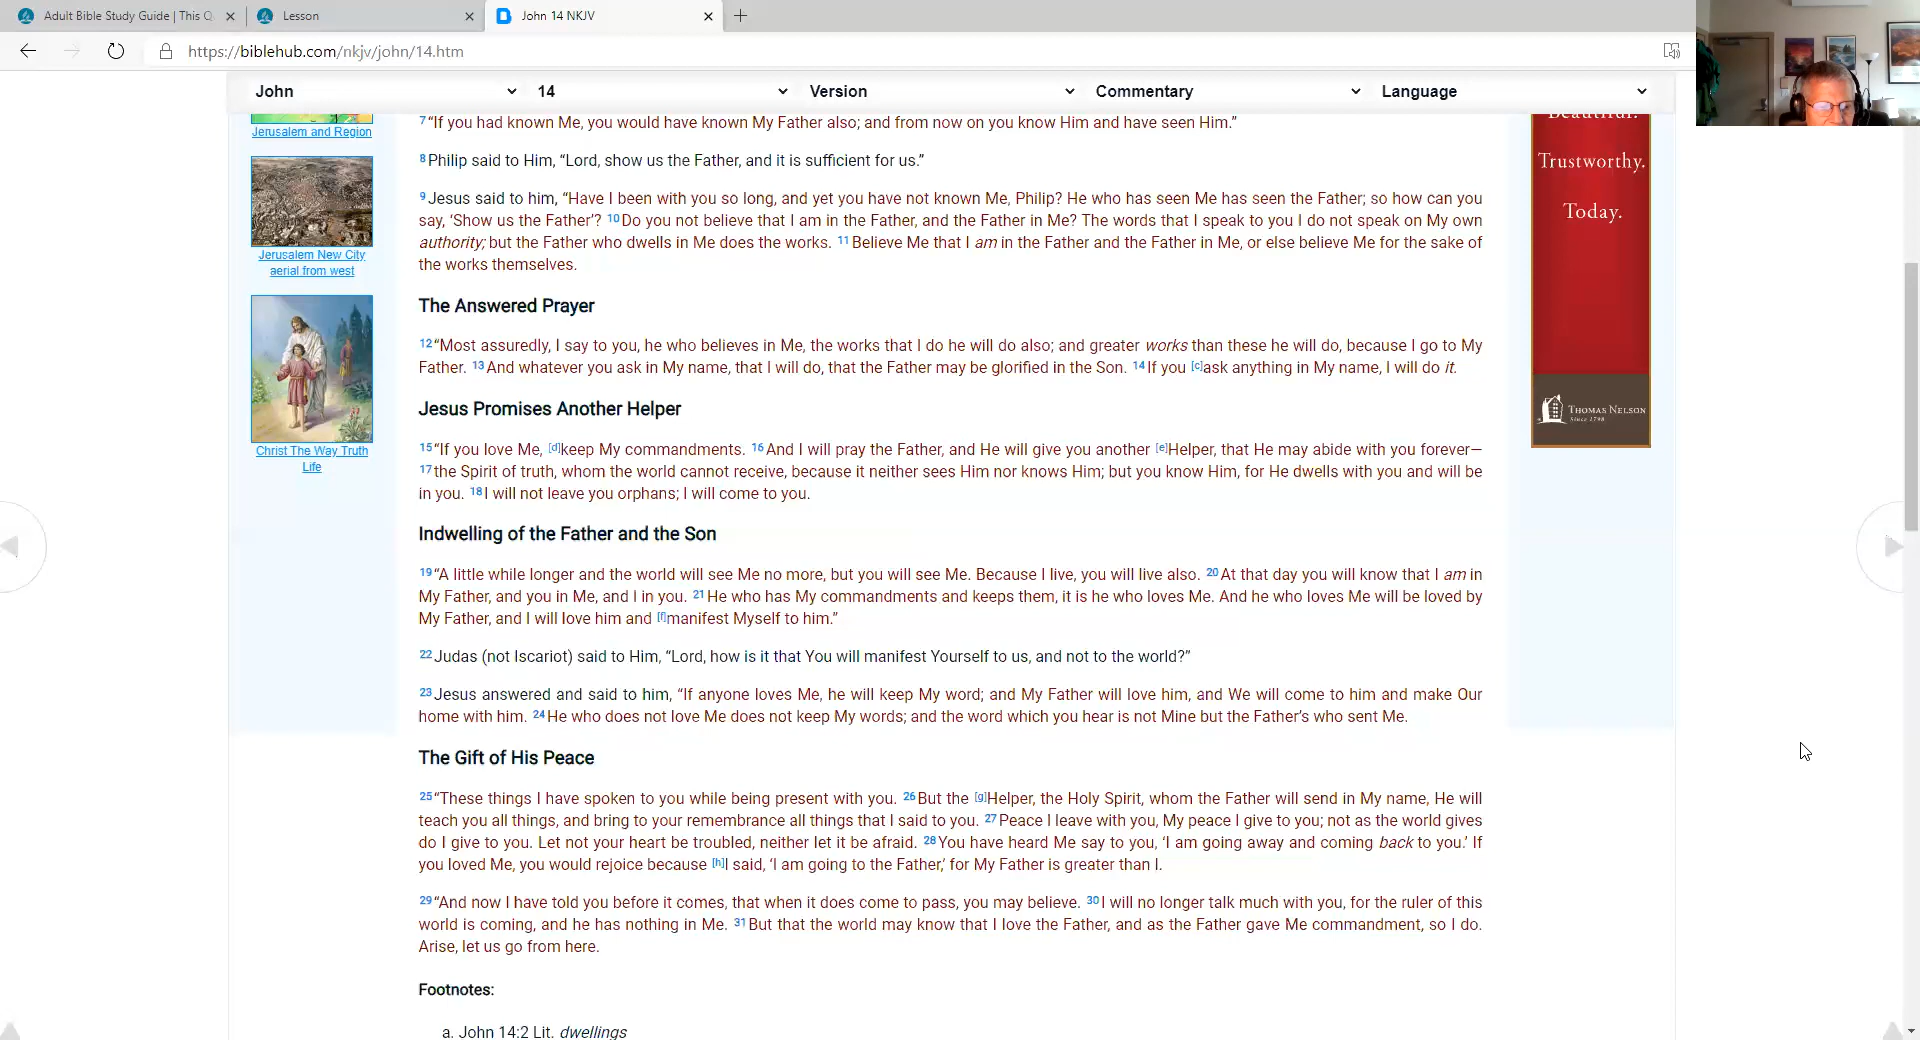 Adult Bible Study Guide | This Q
Lesson
John 14 NKJV
https://biblehub.com/nkjv/john/14.htm
John 14 Version Commentary Language
Jerusalem and Region
Jerusalem New City
aerial from west
Christ The Way Truth
Life
7 “If you had known Me, you would have known My Father also; and from now on you know Him and have seen Him.”
8 Philip said to Him, “Lord, show us the Father, and it is sufficient for us.”
9 Jesus said to him, “Have I been with you so long, and yet you have not known Me, Philip? He who has seen Me has seen the Father; so how can you
say, ‘Show us the Father’? 10 Do you not believe that I am in the Father, and the Father in Me? The words that I speak to you I do not speak on My own
authority; but the Father who dwells in Me does the works. 11 Believe Me that I am in the Father and the Father in Me, or else believe Me for the sake of
the works themselves.
The Answered Prayer
12 “Most assuredly, I say to you, he who believes in Me, the works that I do he will do also; and greater works than these he will do, because I go to My
Father. 13 And whatever you ask in My name, that I will do, that the Father may be glorified in the Son. 14 If you [c]ask anything in My name, I will do it.
Jesus Promises Another Helper
15 “If you love Me, [d]keep My commandments. 16 And I will pray the Father, and He will give you another [e]Helper, that He may abide with you forever—
17 the Spirit of truth, whom the world cannot receive, because it neither sees Him nor knows Him; but you know Him, for He dwells with you and will be
in you. 18 I will not leave you orphans; I will come to you.
Indwelling of the Father and the Son
19 “A little while longer and the world will see Me no more, but you will see Me. Because I live, you will live also. 20 At that day you will know that I am in
My Father, and you in Me, and I in you. 21 He who has My commandments and keeps them, it is he who loves Me. And he who loves Me will be loved by
My Father, and I will love him and [f]manifest Myself to him.”
22 Judas (not Iscariot) said to Him, “Lord, how is it that You will manifest Yourself to us, and not to the world?”
23 Jesus answered and said to him, “If anyone loves Me, he will keep My word; and My Father will love him, and We will come to him and make Our
home with him. 24 He who does not love Me does not keep My words; and the word which you hear is not Mine but the Father’s who sent Me.
The Gift of His Peace
25 “These things I have spoken to you while being present with you. 26 But the [g]Helper, the Holy Spirit, whom the Father will send in My name, He will
teach you all things, and bring to your remembrance all things that I said to you. 27 Peace I leave with you, My peace I give to you; not as the world gives
do I give to you. Let not your heart be troubled, neither let it be afraid. 28 You have heard Me say to you, ‘I am going away and coming back to you.’ If
you loved Me, you would rejoice because [h]I said, ‘I am going to the Father,’ for My Father is greater than I.
29 “And now I have told you before it comes, that when it does come to pass, you may believe. 30 I will no longer talk much with you, for the ruler of this
world is coming, and he has nothing in Me. 31 But that the world may know that I love the Father, and as the Father gave Me commandment, so I do.
Arise, let us go from here.
Footnotes:
a. John 14:2 Lit. dwellings
Beautiful.
Trustworthy.
Today.
THOMAS NELSON
Since 1798